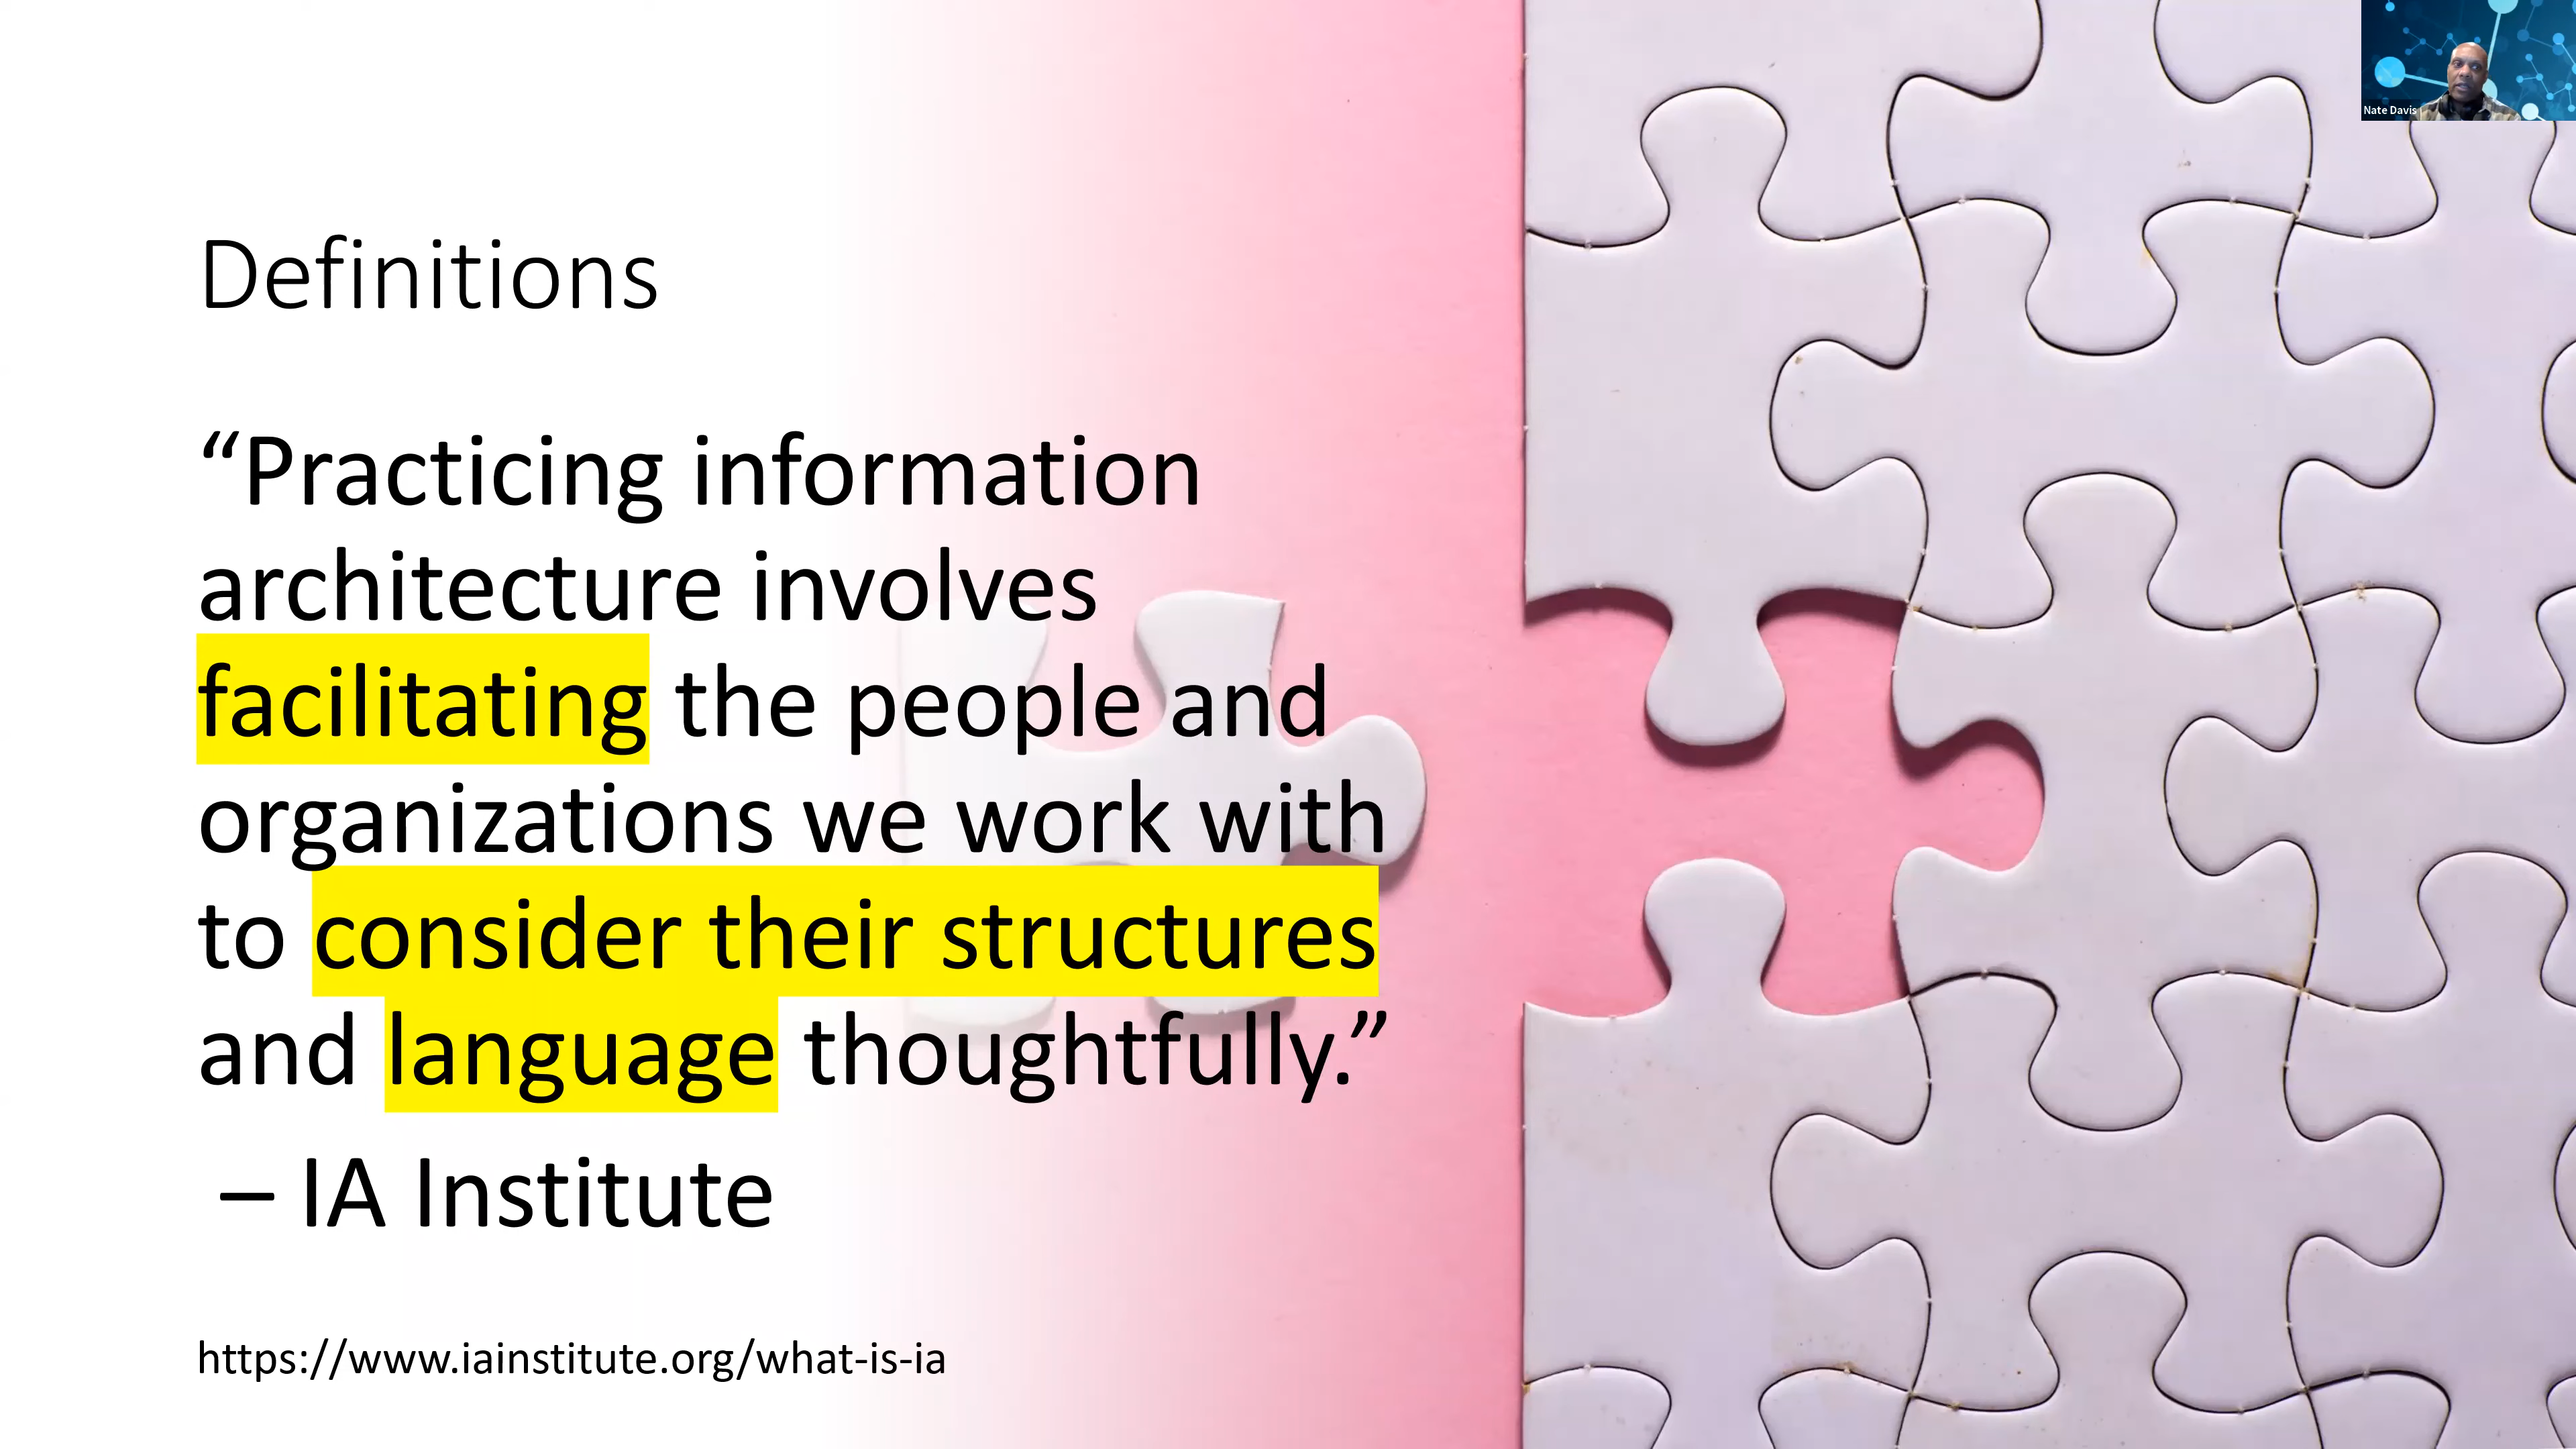 Definitions
“Practicing information
architecture involves
facilitating the people and
organizations we work with
to consider their structures
and language thoughtfully.”
– IA Institute
https://www.iainstitute.org/what-is-ia
Nate Davis